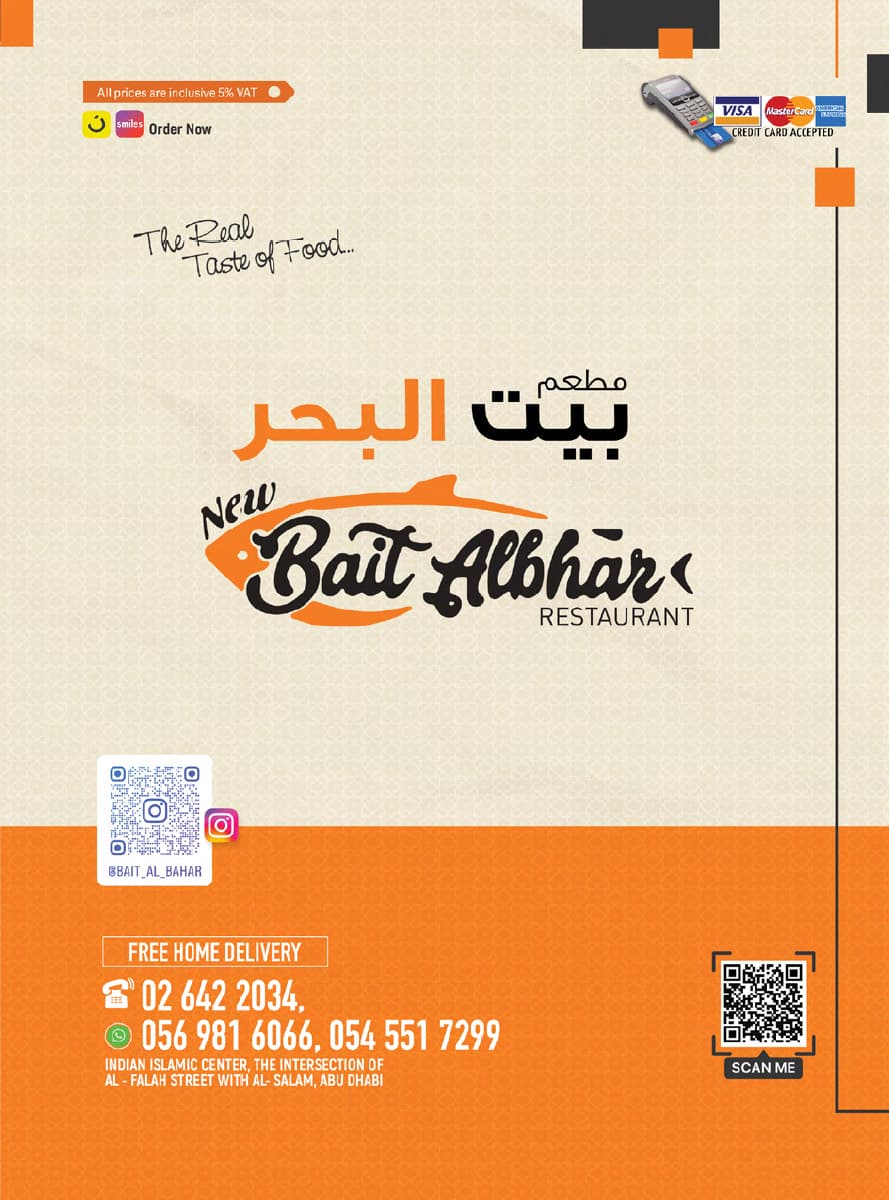 All prices are inclusive 5% VAT
smiles Order Now
VISA MasterCard AMERICAN EXPRESS
CREDIT CARD ACCEPTED
The Real
Taste of Food...
مطعم
بيت البحر
New
Bait Albhar
RESTAURANT
@BAIT_AL_BAHAR
FREE HOME DELIVERY
02 642 2034,
056 981 6066, 054 551 7299
INDIAN ISLAMIC CENTER, THE INTERSECTION OF
AL - FALAH STREET WITH AL- SALAM, ABU DHABI
SCAN ME